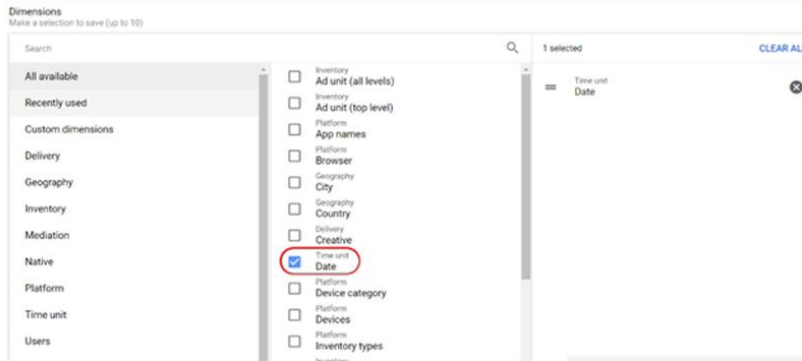 Dimensions
Make a selection to save (up to 10)
Search
1 selected
CLEAR AL
All available
Recently used
Custom dimensions
Delivery
Geography
Inventory
Mediation
Native
Platform
Time unit
Users
Inventory
Ad unit (all levels)
Inventory
Ad unit (top level)
Platform
App names
Platform
Browser
Geography
City
Geography
Country
Delivery
Creative
Time unit
Date
Platform
Device category
Platform
Devices
Platform
Inventory types
Time unit
Date